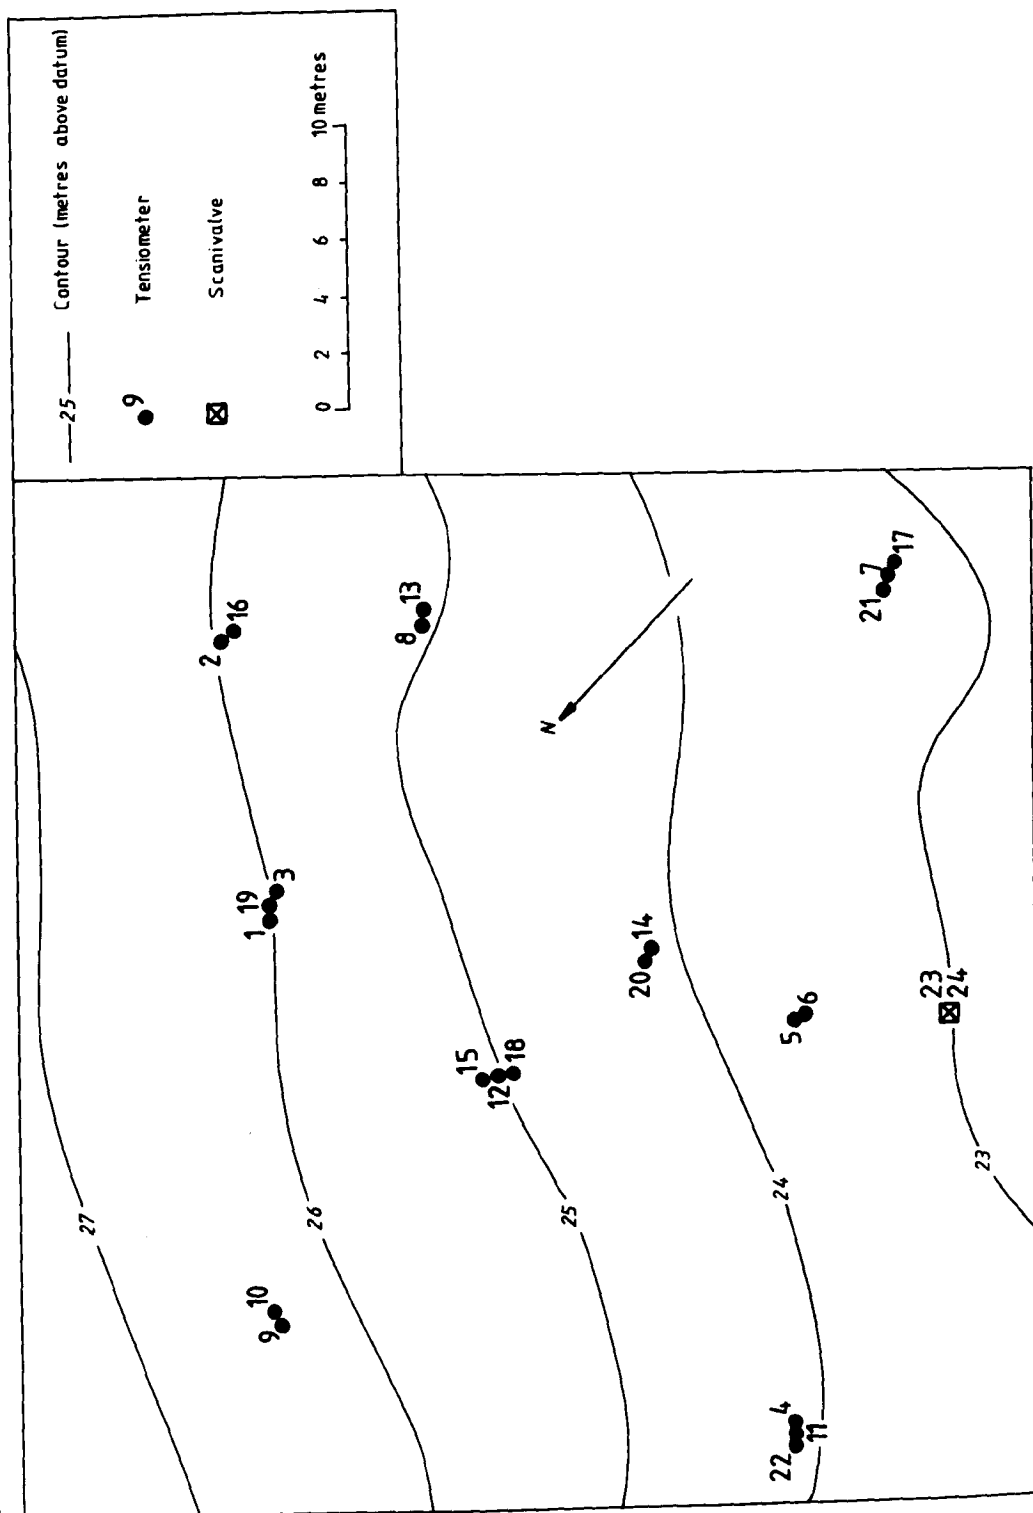 25 Contour (metres above datum)
9 Tensiometer
Scanivalve
0 2 4 6 8 10 metres
27
26
25
24
23
N
2 16
8 13
1 19 3
15
12 18
20 14
5 6
21 7 17
23
24
9 10
22 11 4